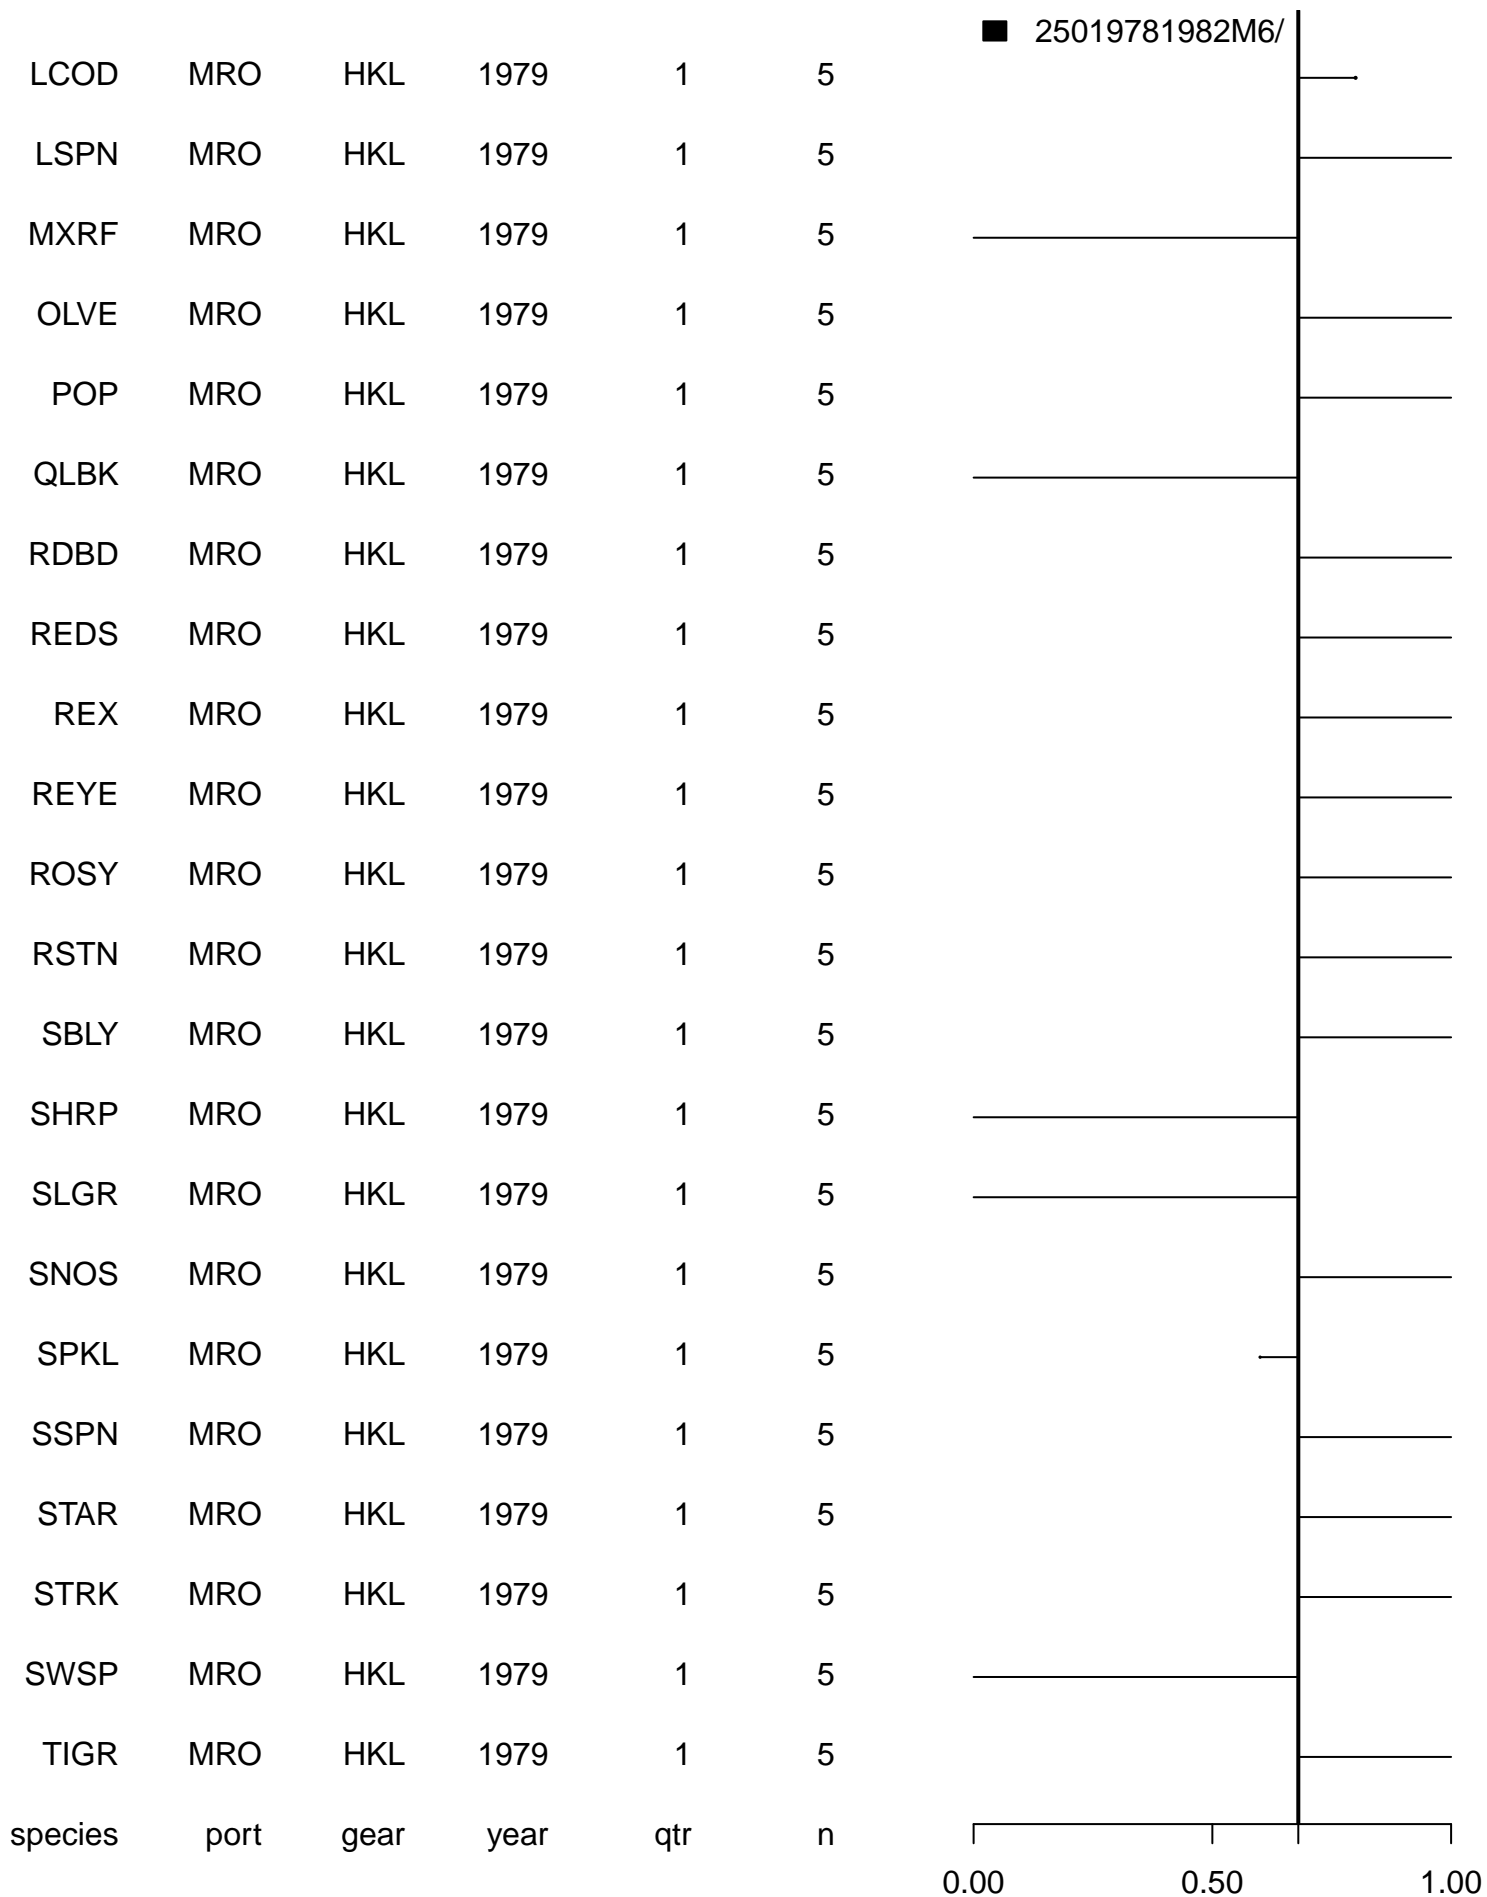 25019781982M6/
LCOD MRO HKL 1979 1 5
LSPN MRO HKL 1979 1 5
MXRF MRO HKL 1979 1 5
OLVE MRO HKL 1979 1 5
POP MRO HKL 1979 1 5
QLBK MRO HKL 1979 1 5
RDBD MRO HKL 1979 1 5
REDS MRO HKL 1979 1 5
REX MRO HKL 1979 1 5
REYE MRO HKL 1979 1 5
ROSY MRO HKL 1979 1 5
RSTN MRO HKL 1979 1 5
SBLY MRO HKL 1979 1 5
SHRP MRO HKL 1979 1 5
SLGR MRO HKL 1979 1 5
SNOS MRO HKL 1979 1 5
SPKL MRO HKL 1979 1 5
SSPN MRO HKL 1979 1 5
STAR MRO HKL 1979 1 5
STRK MRO HKL 1979 1 5
SWSP MRO HKL 1979 1 5
TIGR MRO HKL 1979 1 5
species port gear year qtr n
0.00 0.50 1.00